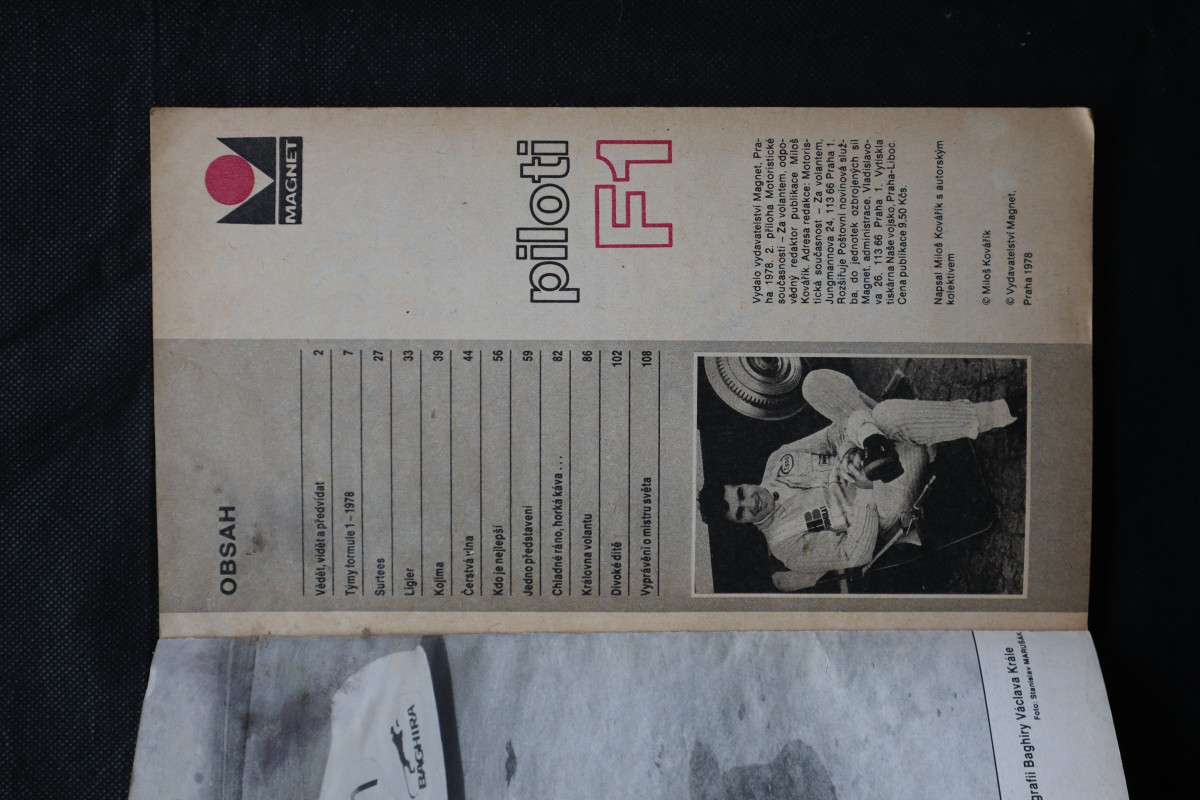 OBSAH
Vědět, vidět a předvídat 2
Týmy formule 1 – 1978 7
Surtees 27
Ligier 33
Kojima 39
Čerstvá vlna 44
Kdo je nejlepší 56
Jedno představení 59
Chladné ráno, horká káva ... 82
Královna volantu 86
Divoké dítě 102
Vyprávění o mistru světa 108
MAGNET
piloti
F1
Vydalo vydavatelství Magnet, Pra-
ha 1978. 2. příloha Motoristické
současnosti – Za volantem, odpo-
vědný redaktor publikace Miloš
Kovářík. Adresa redakce: Motoris-
tická současnost – Za volantem,
Jungmannova 24, 113 66 Praha 1.
Rozšiřuje Poštovní novinová služ-
ba, do jednotek ozbrojených sil
Magnet, administrace, Vladislavo-
va 26, 113 66 Praha 1. Vytiskla
tiskárna Naše vojsko, Praha-Liboc.
Cena publikace 9,50 Kčs.
Napsal Miloš Kovářík s autorským
kolektivem
© Miloš Kovářík
© Vydavatelství Magnet,
Praha 1978
BAGHIRA
grafii Baghiry Václava Krále
Foto: Stanislav MARUŠÁK